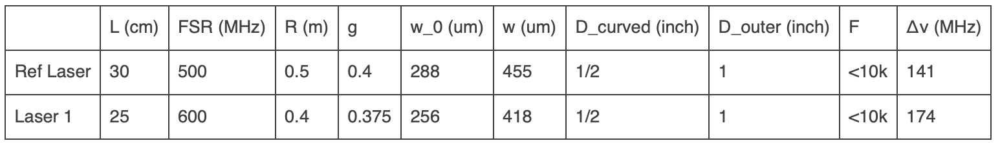 L (cm) FSR (MHz) R (m) g w_0 (um) w (um) D_curved (inch) D_outer (inch) F Δν (MHz)
Ref Laser 30 500 0.5 0.4 288 455 1/2 1 <10k 141
Laser 1 25 600 0.4 0.375 256 418 1/2 1 <10k 174